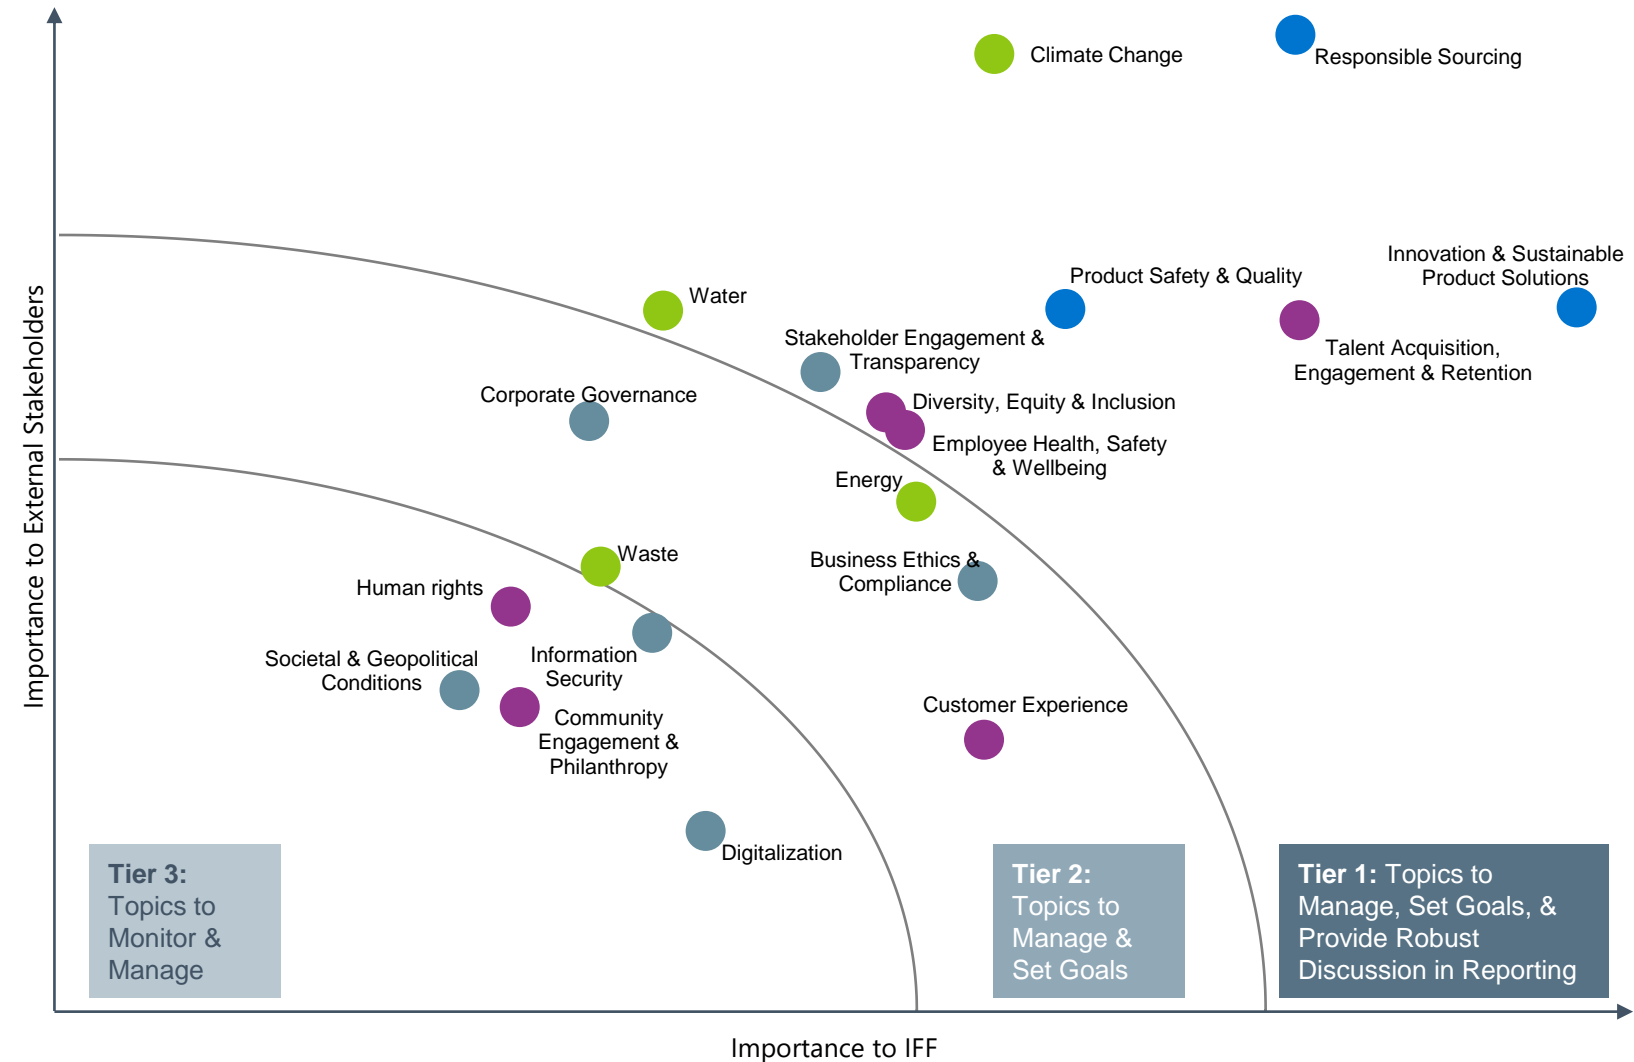 Climate Change
Responsible Sourcing
Innovation & Sustainable
Product Solutions
Product Safety & Quality
Water
Stakeholder Engagement &
Transparency
Talent Acquisition,
Engagement & Retention
Corporate Governance
Diversity, Equity & Inclusion
Employee Health, Safety
& Wellbeing
Energy
Waste
Business Ethics &
Compliance
Human rights
Information
Security
Societal & Geopolitical
Conditions
Community
Engagement &
Philanthropy
Customer Experience
Digitalization
Tier 3:
Topics to
Monitor &
Manage
Tier 2:
Topics to
Manage &
Set Goals
Tier 1: Topics to
Manage, Set Goals, &
Provide Robust
Discussion in Reporting
Importance to External Stakeholders
Importance to IFF